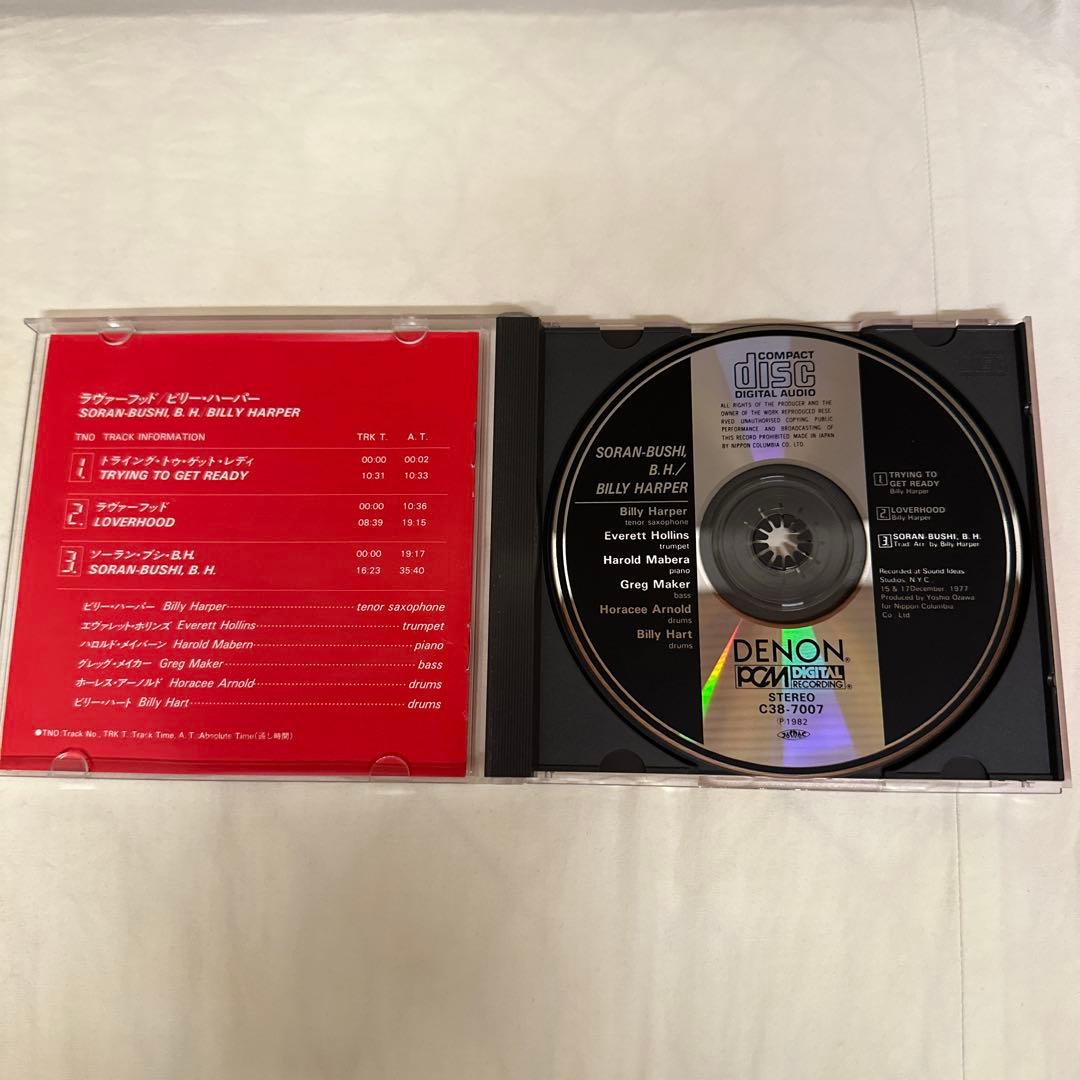 ラヴァーフッド/ビリー・ハーパー
SORAN-BUSHI, B. H./BILLY HARPER
TNO TRACK INFORMATION TRK T. A. T.
1. トライング・トゥ・ゲット・レディ 00:00 00:02
TRYING TO GET READY 10:31 10:33
2. ラヴァーフッド 00:00 10:36
LOVERHOOD 08:39 19:15
3. ソーラン・ブシ・B.H. 00:00 19:17
SORAN-BUSHI, B. H. 16:23 35:40
ビリー・ハーパー Billy Harper tenor saxophone
エヴァレット・ホリンズ Everett Hollins trumpet
ハロルド・メイバーン Harold Mabern piano
グレッグ・メイカー Greg Maker bass
ホーレス・アーノルド Horacee Arnold drums
ビリー・ハート Billy Hart drums
●TNO:Track No., TRK T.:Track Time, A. T.:Absolute Time(通し時間)
COMPACT
disc
DIGITAL AUDIO
ALL RIGHTS OF THE PRODUCER AND THE
OWNER OF THE WORK REPRODUCED RESE
RVED UNAUTHORISED COPYING PUBLIC
PERFORMANCE AND BROADCASTING OF
THIS RECORD PROHIBITED MADE IN JAPAN
BY NIPPON COLUMBIA CO. LTD.
SORAN-BUSHI,
B. H./
BILLY HARPER
Billy Harper
tenor saxophone
Everett Hollins
trumpet
Harold Mabera
piano
Greg Maker
bass
Horacee Arnold
drums
Billy Hart
drums
1. TRYING TO
GET READY
Billy Harper
2. LOVERHOOD
Billy Harper
3. SORAN-BUSHI, B. H.
Trad. Arr. by Billy Harper
Recorded at Sound Ideas
Studios, N.Y.C.,
15 & 17 December, 1977
Produced by Yoshio Ozawa
for Nippon Columbia
Co., Ltd.
DENON®
PCM DIGITAL
RECORDING®
STEREO
C38-7007
Ⓟ1982